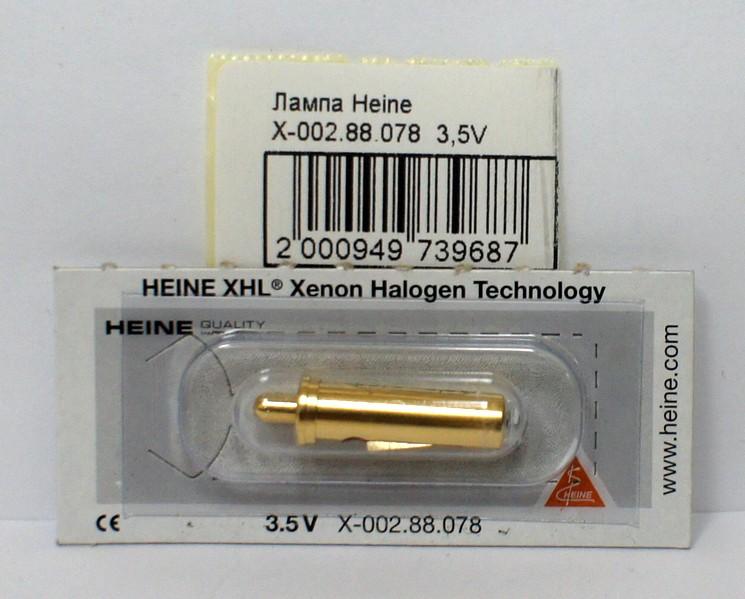 Лампа Heine
X-002.88.078 3,5V
2 000949 739687
HEINE XHL® Xenon Halogen Technology
HEINE QUALITY
www.heine.com
HEINE
CE 3.5 V X-002.88.078